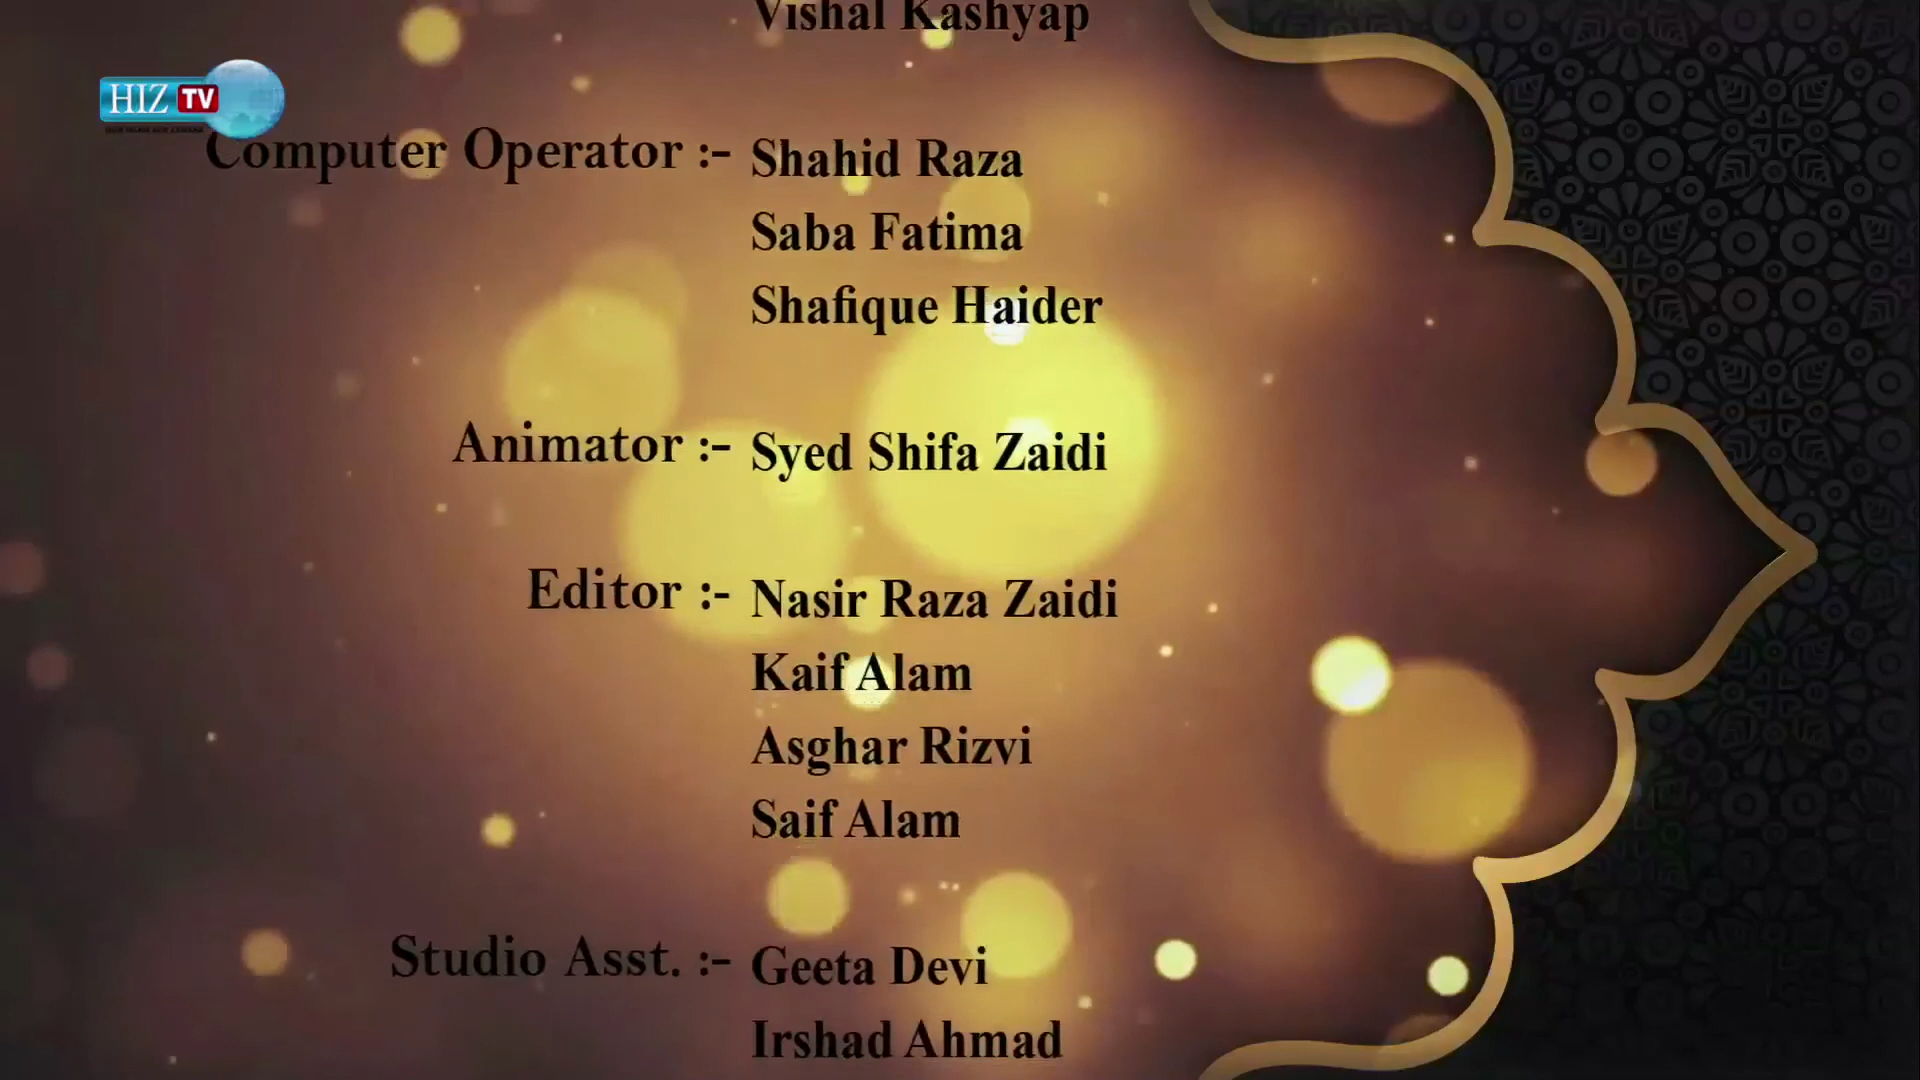 Vishal Kashyap
HIZ TV
Computer Operator :- Shahid Raza
Saba Fatima
Shafique Haider
Animator :- Syed Shifa Zaidi
Editor :- Nasir Raza Zaidi
Kaif Alam
Asghar Rizvi
Saif Alam
Studio Asst. :- Geeta Devi
Irshad Ahmad